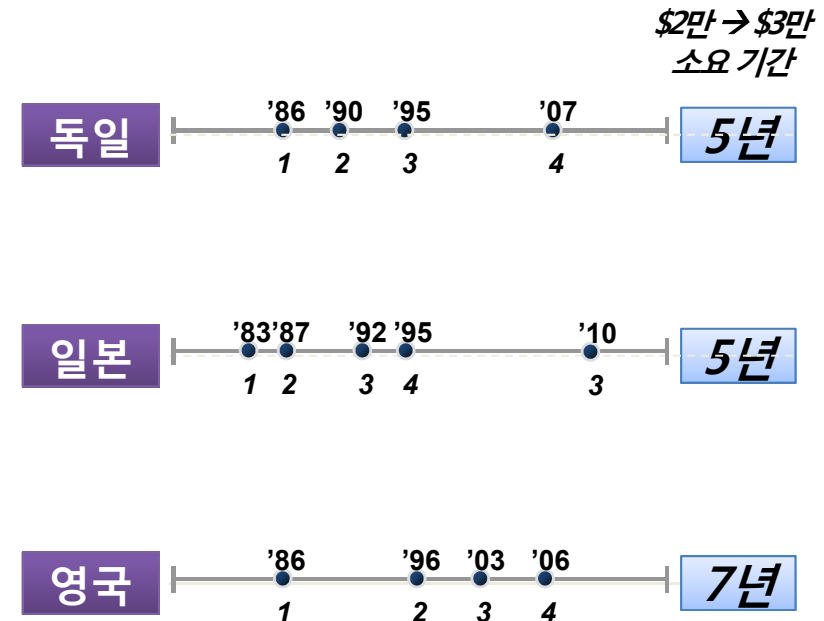 $2만→$3만
소요 기간
독일
’86 ’90 ’95 ’07
1 2 3 4
5년
일본
’83 ’87 ’92 ’95 ’10
1 2 3 4 3
5년
영국
’86 ’96 ’03 ’06
1 2 3 4
7년